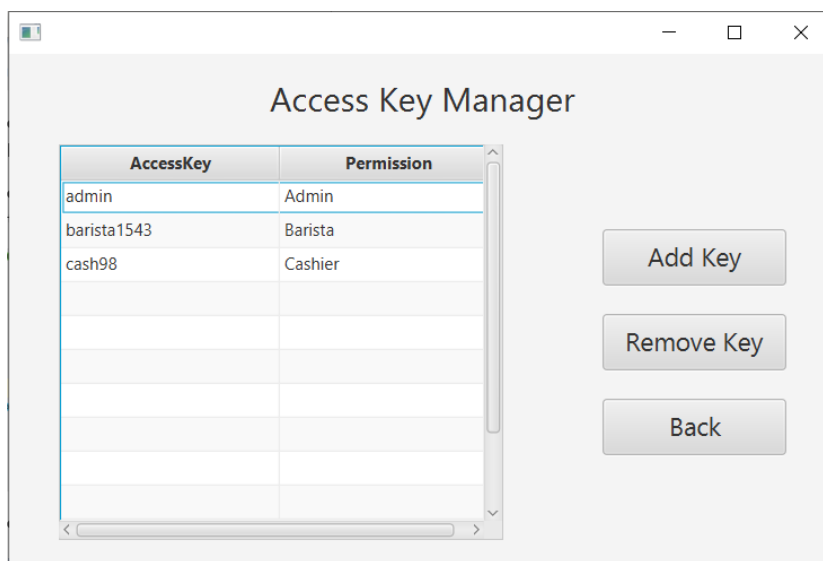 Access Key Manager
AccessKey Permission
admin Admin
barista1543 Barista
cash98 Cashier
Add Key
Remove Key
Back